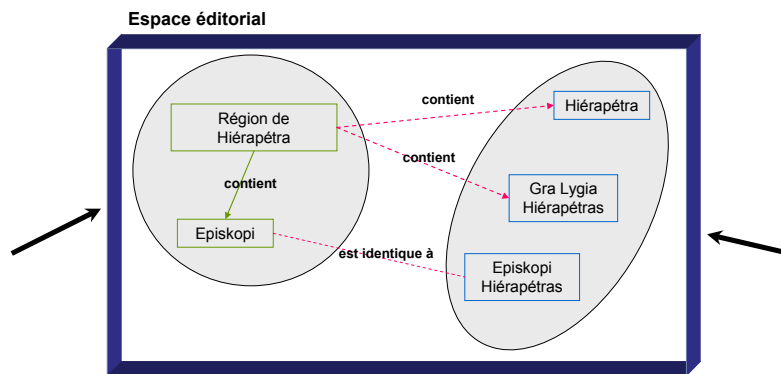 Espace éditorial
contient
Hiérapétra
Région de
Hiérapétra
contient
contient
Gra Lygia
Hiérapétras
Episkopi
est identique à
Episkopi
Hiérapétras